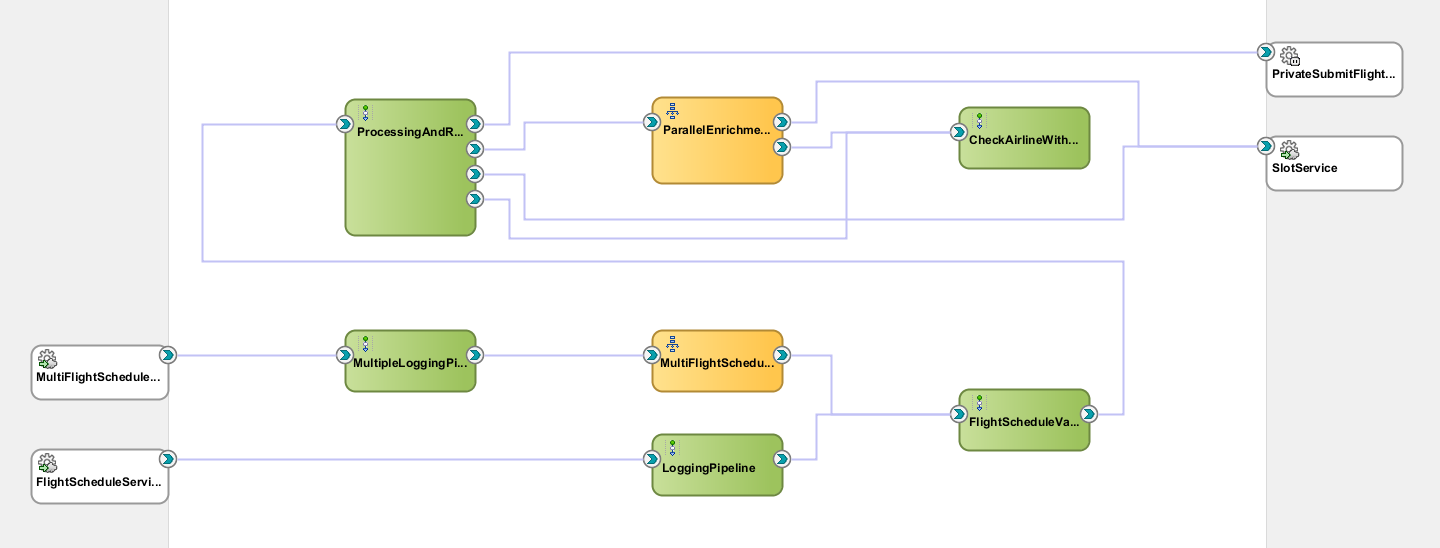 PrivateSubmitFlight...
ProcessingAndR...
ParallelEnrichme...
CheckAirlineWith...
SlotService
MultiFlightSchedule...
MultipleLoggingPi...
MultiFlightSchedu...
FlightScheduleVa...
FlightScheduleServi...
LoggingPipeline